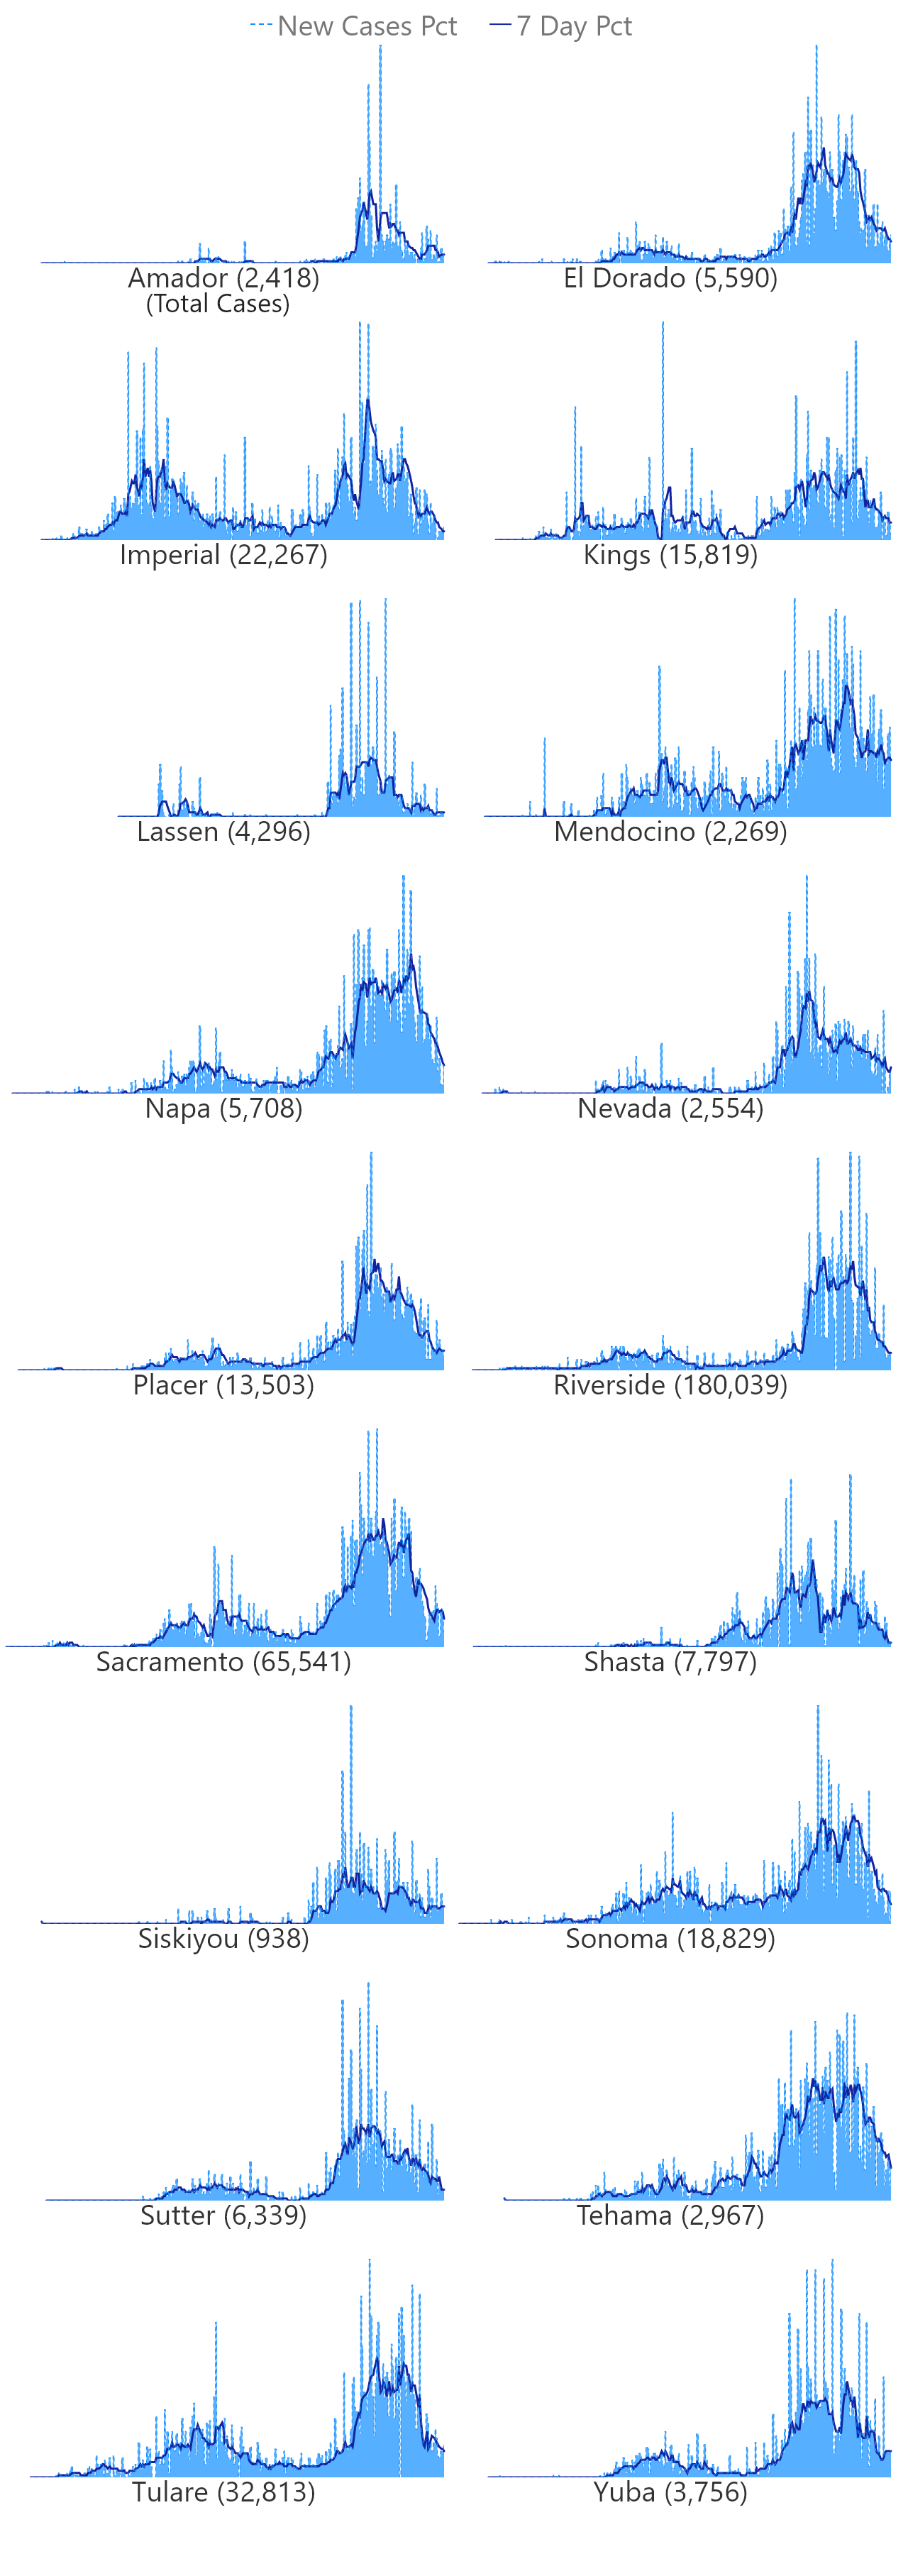 New Cases Pct 7 Day Pct
Amador (2,418) El Dorado (5,590)
(Total Cases)
Imperial (22,267) Kings (15,819)
Lassen (4,296) Mendocino (2,269)
Napa (5,708) Nevada (2,554)
Placer (13,503) Riverside (180,039)
Sacramento (65,541) Shasta (7,797)
Siskiyou (938) Sonoma (18,829)
Sutter (6,339) Tehama (2,967)
Tulare (32,813) Yuba (3,756)